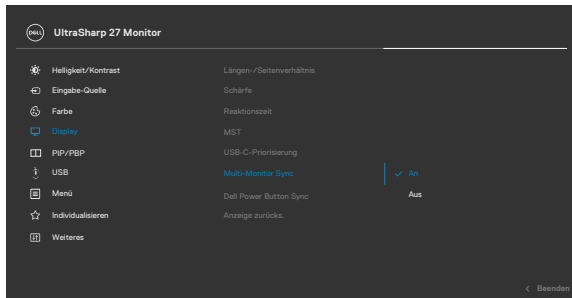 DELL UltraSharp 27 Monitor
Helligkeit/Kontrast Längen-/Seitenverhältnis
Eingabe-Quelle Schärfe
Farbe Reaktionszeit
Display MST
PIP/PBP USB-C-Priorisierung
USB Multi-Monitor Sync An
Menü Dell Power Button Sync Aus
Individualisieren Anzeige zurücks.
Weiteres
Beenden